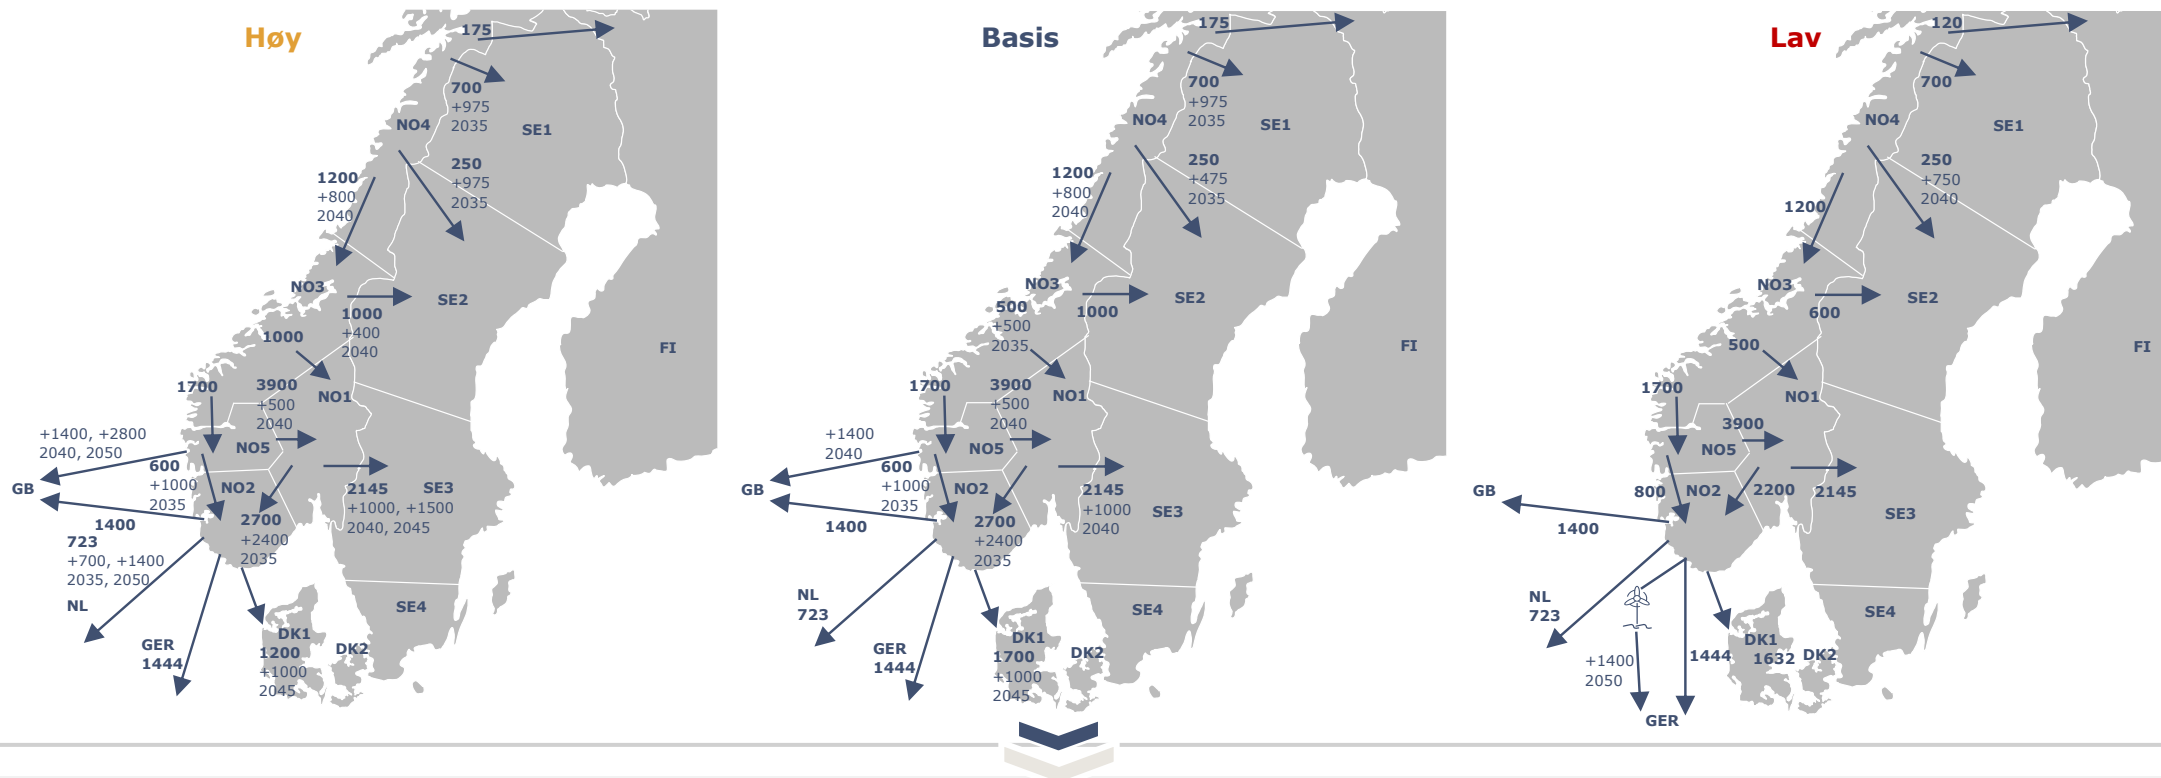 Høy
175
700
+975
2035
NO4
SE1
250
+975
2035
1200
+800
2040
NO3
SE2
1000
+400
2040
1000
FI
1700
3900
+500
2040
NO1
+1400, +2800
2040, 2050
NO5
600
+1000
2035
GB
NO2
2145
+1000, +1500
2040, 2045
SE3
1400
2700
+2400
2035
723
+700, +1400
2035, 2050
NL
SE4
GER
1444
DK1
1200
+1000
2045
DK2
Basis
175
700
+975
2035
NO4
SE1
250
+475
2035
1200
+800
2040
NO3
SE2
500
+500
2035
1000
FI
1700
3900
+500
2040
NO1
+1400
2040
NO5
600
+1000
2035
GB
NO2
2145
+1000
2040
SE3
1400
2700
+2400
2035
NL
723
SE4
GER
1444
DK1
1700
+1000
2045
DK2
Lav
120
700
NO4
SE1
250
+750
2040
1200
NO3
SE2
600
500
FI
1700
NO1
3900
NO5
GB
800
NO2
2200
2145
SE3
1400
NL
723
SE4
DK1
1444
1632
DK2
+1400
2050
GER